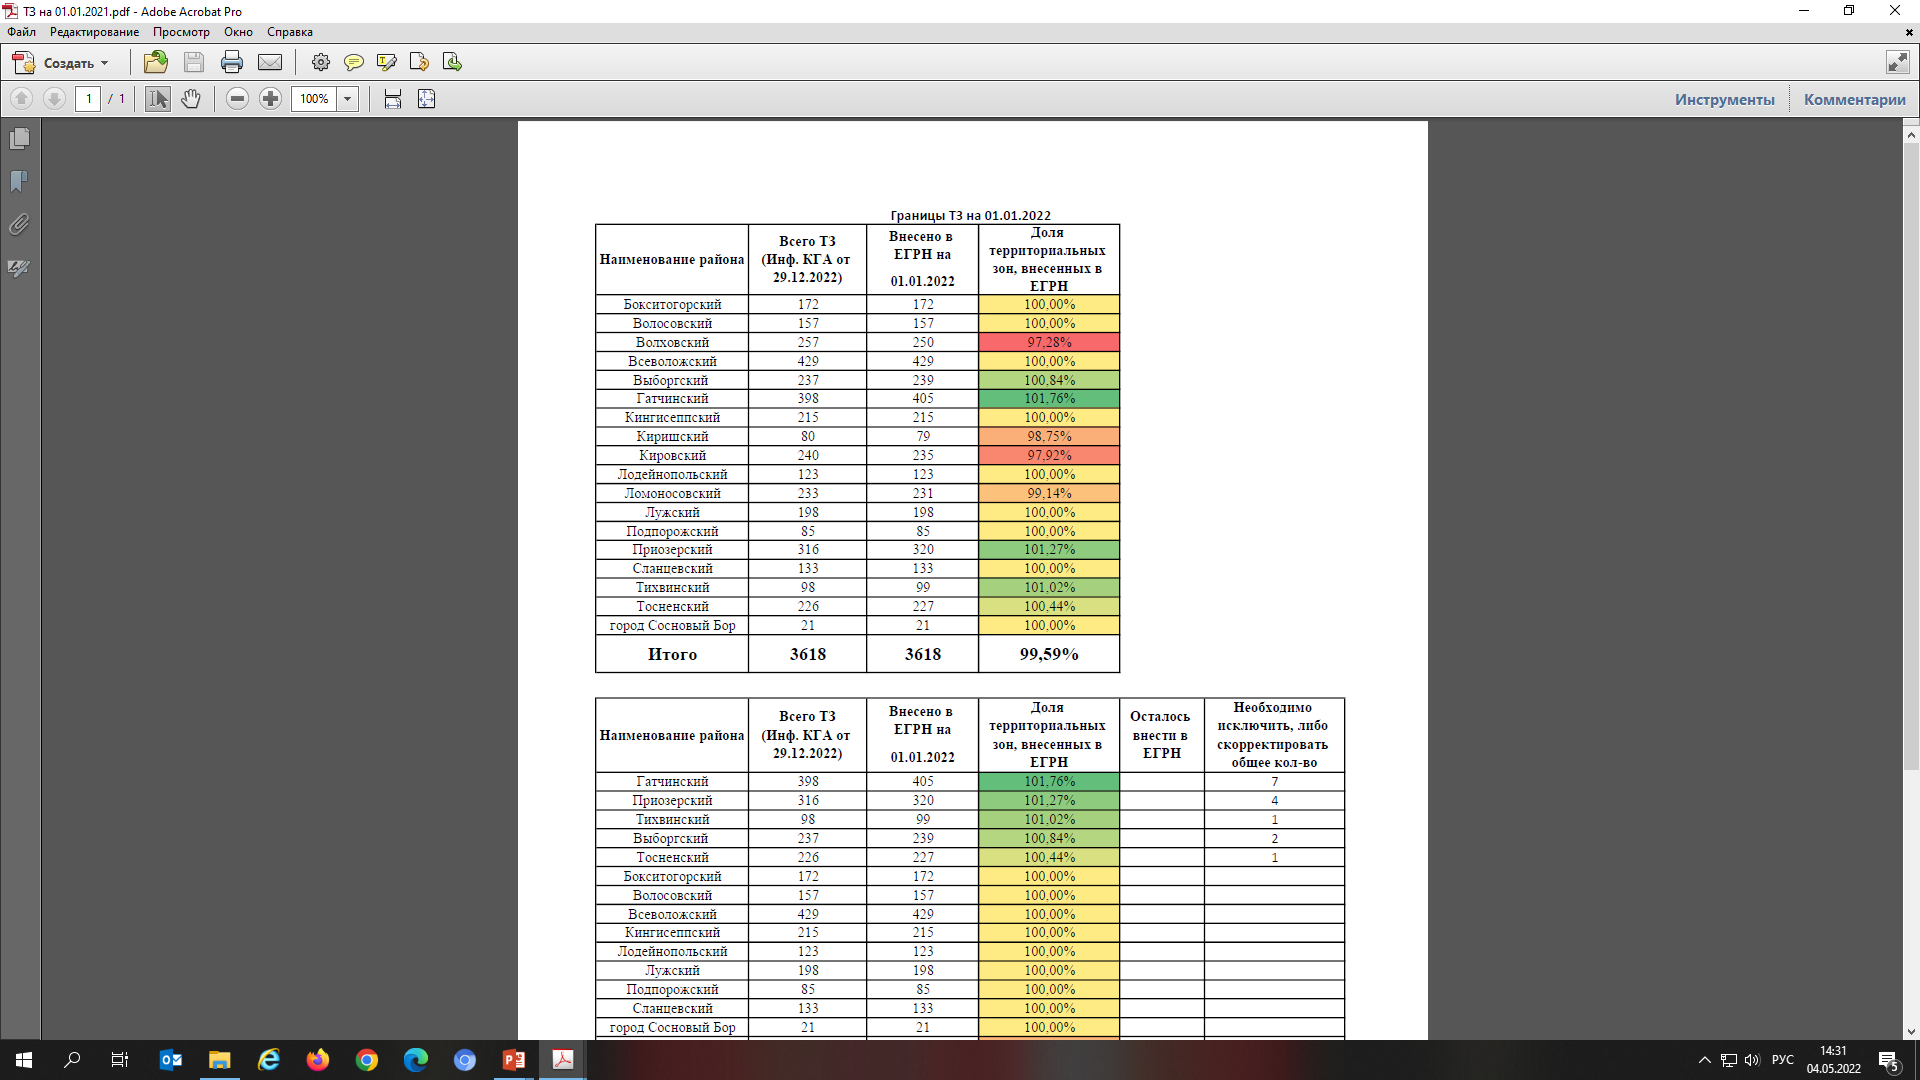 ТЗ на 01.01.2021.pdf - Adobe Acrobat Pro
Файл Редактирование Просмотр Окно Справка
Создать
1 / 1 100% Инструменты Комментарии
Границы ТЗ на 01.01.2022
Наименование района Всего ТЗ (Инф. КГА от 29.12.2022) Внесено в ЕГРН на 01.01.2022 Доля территориальных зон, внесенных в ЕГРН
Бокситогорский 172 172 100,00%
Волосовский 157 157 100,00%
Волховский 257 250 97,28%
Всеволожский 429 429 100,00%
Выборгский 237 239 100,84%
Гатчинский 398 405 101,76%
Кингисеппский 215 215 100,00%
Киришский 80 79 98,75%
Кировский 240 235 97,92%
Лодейнопольский 123 123 100,00%
Ломоносовский 233 231 99,14%
Лужский 198 198 100,00%
Подпорожский 85 85 100,00%
Приозерский 316 320 101,27%
Сланцевский 133 133 100,00%
Тихвинский 98 99 101,02%
Тосненский 226 227 100,44%
город Сосновый Бор 21 21 100,00%
Итого 3618 3618 99,59%
Наименование района Всего ТЗ (Инф. КГА от 29.12.2022) Внесено в ЕГРН на 01.01.2022 Доля территориальных зон, внесенных в ЕГРН Осталось внести в ЕГРН Необходимо исключить, либо скорректировать общее кол-во
Гатчинский 398 405 101,76% 7
Приозерский 316 320 101,27% 4
Тихвинский 98 99 101,02% 1
Выборгский 237 239 100,84% 2
Тосненский 226 227 100,44% 1
Бокситогорский 172 172 100,00%
Волосовский 157 157 100,00%
Всеволожский 429 429 100,00%
Кингисеппский 215 215 100,00%
Лодейнопольский 123 123 100,00%
Лужский 198 198 100,00%
Подпорожский 85 85 100,00%
Сланцевский 133 133 100,00%
город Сосновый Бор 21 21 100,00%
РУС 14:31
04.05.2022 5